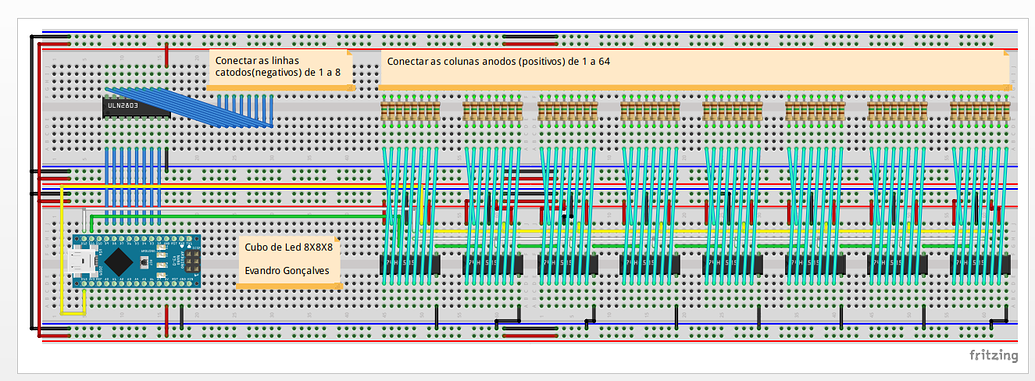 Conectar as linhas
catodos(negativos) de 1 a 8
Conectar as colunas anodos (positivos) de 1 a 64
ULN2803
Cubo de Led 8X8X8
Evandro Gonçalves
fritzing